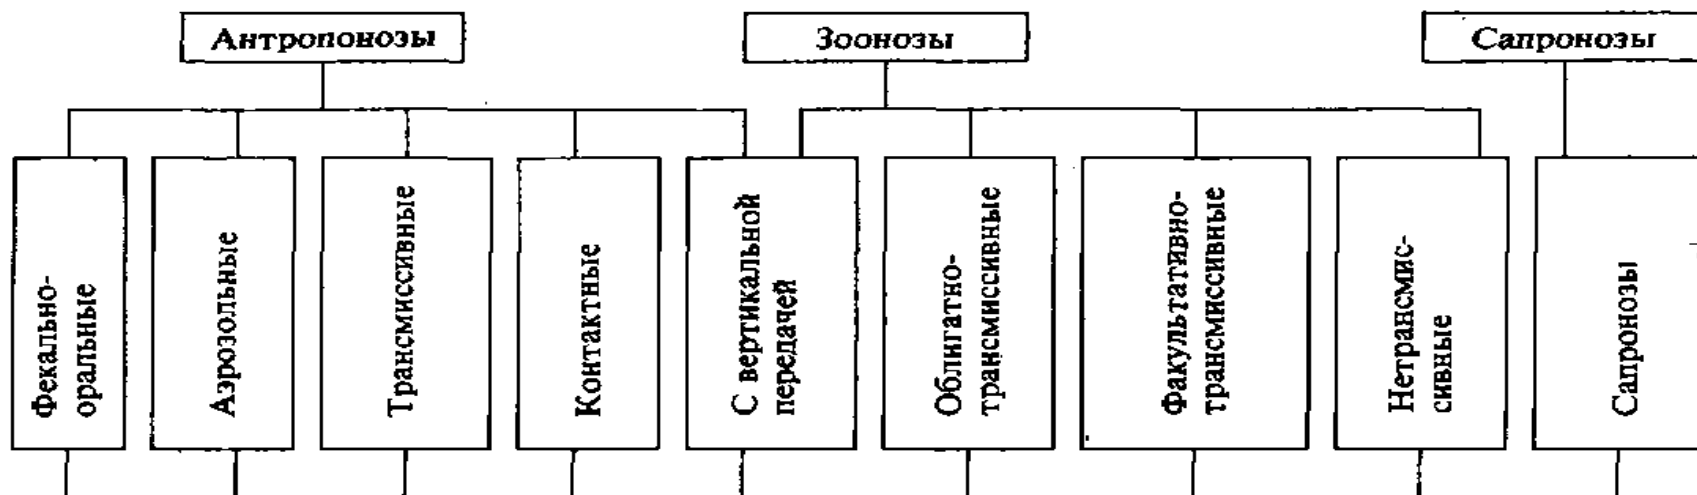 Антропонозы
Зоонозы
Сапронозы
Фекально-
оральные
Аэрозольные
Трансмиссивные
Контактные
С вертикальной
передачей
Облигатно-
трансмиссивные
Факультативно-
трансмиссивные
Нетрансмис-
сивные
Сапронозы